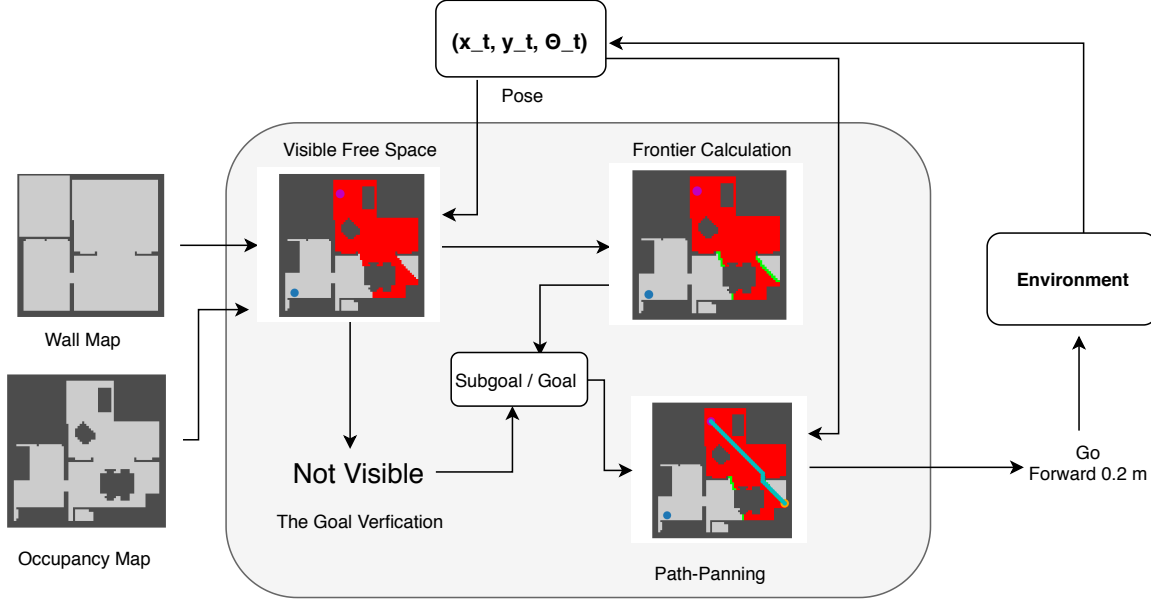 (x_t, y_t, Θ_t)
Pose
Visible Free Space
Frontier Calculation
Wall Map
Environment
Subgoal / Goal
Not Visible
Go
Forward 0.2 m
The Goal Verfication
Occupancy Map
Path-Panning